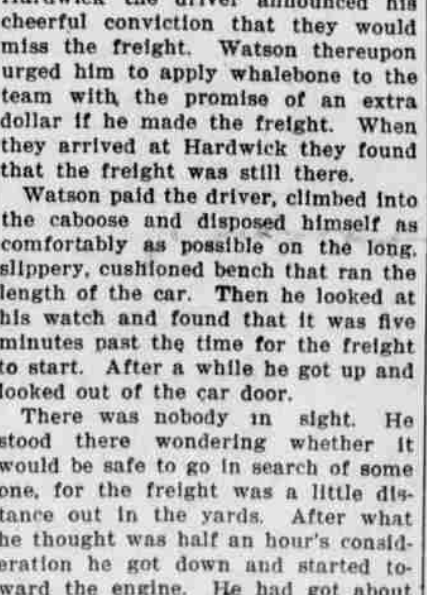 Hardwick the driver announced his
cheerful conviction that they would
miss the freight. Watson thereupon
urged him to apply whalebone to the
team with the promise of an extra
dollar if he made the freight. When
they arrived at Hardwick they found
that the freight was still there.
Watson paid the driver, climbed into
the caboose and disposed himself as
comfortably as possible on the long,
slippery, cushioned bench that ran the
length of the car. Then he looked at
his watch and found that it was five
minutes past the time for the freight
to start. After a while he got up and
looked out of the car door.
There was nobody in sight. He
stood there wondering whether it
would be safe to go in search of some
one, for the freight was a little dis-
tance out in the yards. After what
he thought was half an hour's consid-
eration he got down and started to-
ward the engine. He had got about